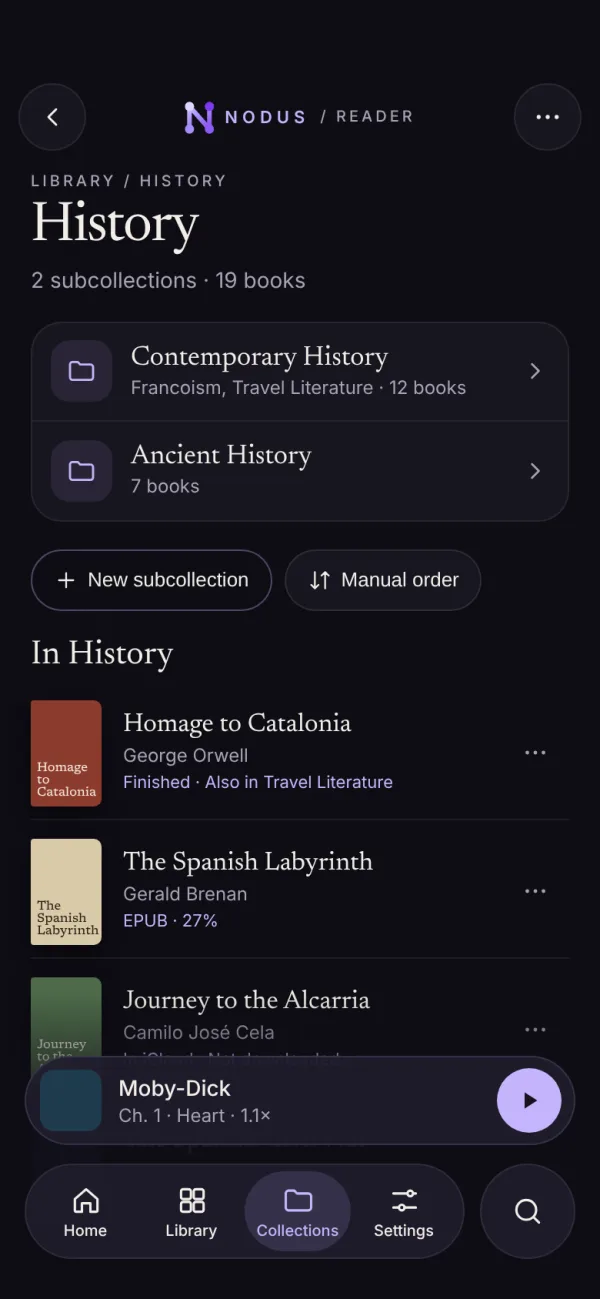 NODUS / READER
LIBRARY / HISTORY
History
2 subcollections · 19 books
Contemporary History
Francoism, Travel Literature · 12 books
Ancient History
7 books
New subcollection
Manual order
In History
Homage
to
Catalonia
Homage to Catalonia
George Orwell
Finished · Also in Travel Literature
The
Spanish
Labyrinth
The Spanish Labyrinth
Gerald Brenan
EPUB · 27%
Journey
to the
Journey to the Alcarria
Camilo José Cela
Moby-Dick
Ch. 1 · Heart · 1.1×
Home
Library
Collections
Settings